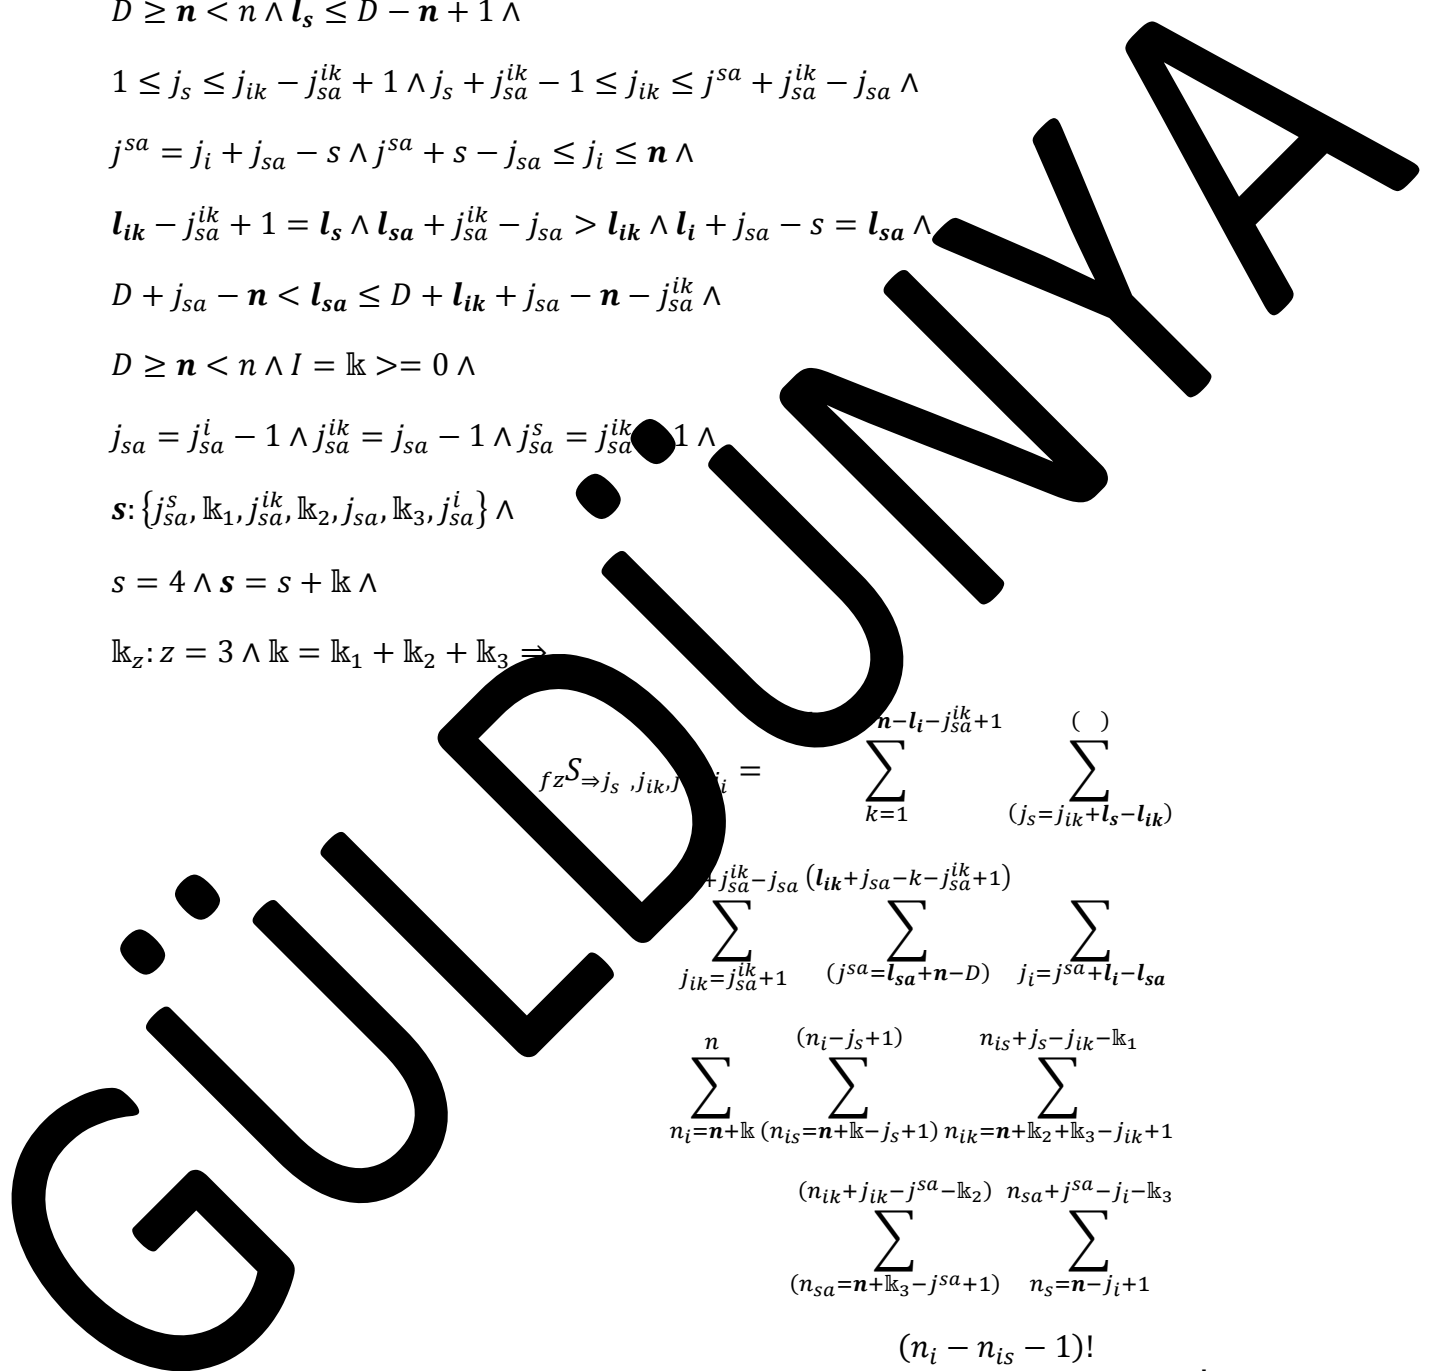 D ≥ n < n ∧ l_s ≤ D − n + 1 ∧
1 ≤ j_s ≤ j_{ik} − j_{sa}^{ik} + 1 ∧ j_s + j_{sa}^{ik} − 1 ≤ j_{ik} ≤ j^{sa} + j_{sa}^{ik} − j_{sa} ∧
j^{sa} = j_i + j_{sa} − s ∧ j^{sa} + s − j_{sa} ≤ j_i ≤ n ∧
l_{ik} − j_{sa}^{ik} + 1 = l_s ∧ l_{sa} + j_{sa}^{ik} − j_{sa} > l_{ik} ∧ l_i + j_{sa} − s = l_{sa} ∧
D + j_{sa} − n < l_{sa} ≤ D + l_{ik} + j_{sa} − n − j_{sa}^{ik} ∧
D ≥ n < n ∧ I = 𝕜 >= 0 ∧
j_{sa} = j_{sa}^{i} − 1 ∧ j_{sa}^{ik} = j_{sa} − 1 ∧ j_{sa}^{s} = j_{sa}^{ik} 1 ∧
s: {j_{sa}^{s}, 𝕜_1, j_{sa}^{ik}, 𝕜_2, j_{sa}, 𝕜_3, j_{sa}^{i}} ∧
s = 4 ∧ s = s + 𝕜 ∧
𝕜_z: z = 3 ∧ 𝕜 = 𝕜_1 + 𝕜_2 + 𝕜_3 ⇒
n−l_i−j_{sa}^{ik}+1 ( )
_{fz}S_{⇒j_s ,j_{ik},j i} = ∑ ∑
k=1 (j_s=j_{ik}+l_s−l_{ik})
+j_{sa}^{ik}−j_{sa} (l_{ik}+j_{sa}−k−j_{sa}^{ik}+1)
∑ ∑ ∑
j_{ik}=j_{sa}^{ik}+1 (j^{sa}=l_{sa}+n−D) j_i=j^{sa}+l_i−l_{sa}
n (n_i−j_s+1) n_{is}+j_s−j_{ik}−𝕜_1
∑ ∑ ∑
n_i=n+𝕜 (n_{is}=n+𝕜−j_s+1) n_{ik}=n+𝕜_2+𝕜_3−j_{ik}+1
(n_{ik}+j_{ik}−j^{sa}−𝕜_2) n_{sa}+j^{sa}−j_i−𝕜_3
∑ ∑
(n_{sa}=n+𝕜_3−j^{sa}+1) n_s=n−j_i+1
(n_i − n_{is} − 1)!
GÜLDÜNYA